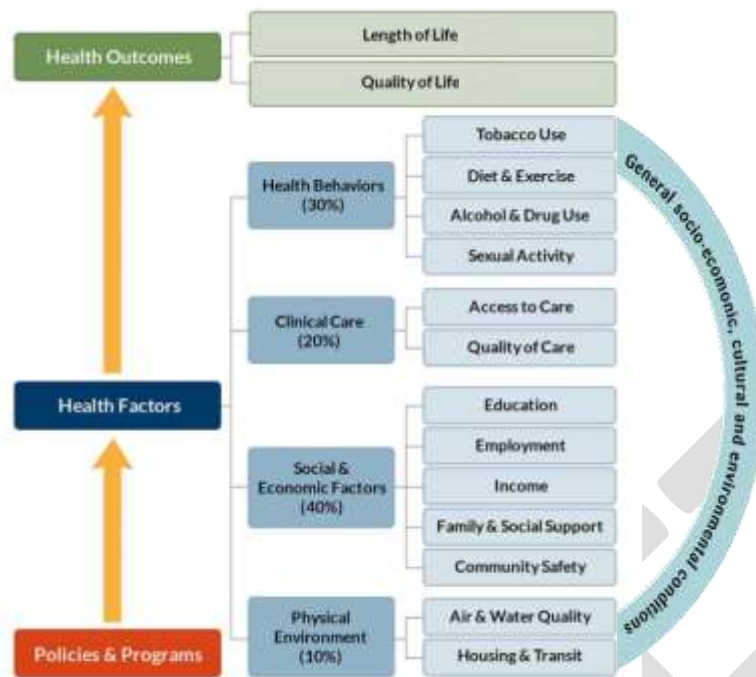 Health Outcomes
Length of Life
Quality of Life
Health Behaviors
(30%)
Tobacco Use
Diet & Exercise
Alcohol & Drug Use
Sexual Activity
Clinical Care
(20%)
Access to Care
Quality of Care
Health Factors
Social &
Economic Factors
(40%)
Education
Employment
Income
Family & Social Support
Community Safety
Policies & Programs
Physical
Environment
(10%)
Air & Water Quality
Housing & Transit
General socio-ecomonic, cultural and environmental conditions